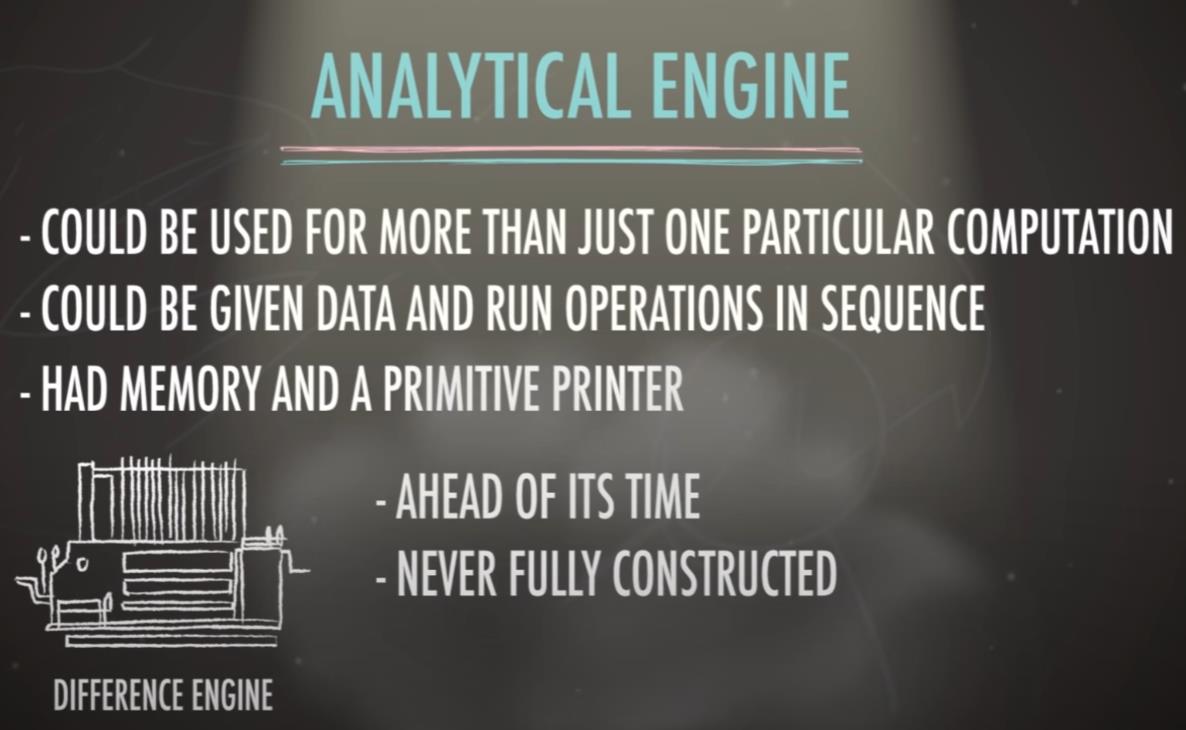 ANALYTICAL ENGINE
- COULD BE USED FOR MORE THAN JUST ONE PARTICULAR COMPUTATION
- COULD BE GIVEN DATA AND RUN OPERATIONS IN SEQUENCE
- HAD MEMORY AND A PRIMITIVE PRINTER
- AHEAD OF ITS TIME
- NEVER FULLY CONSTRUCTED
DIFFERENCE ENGINE